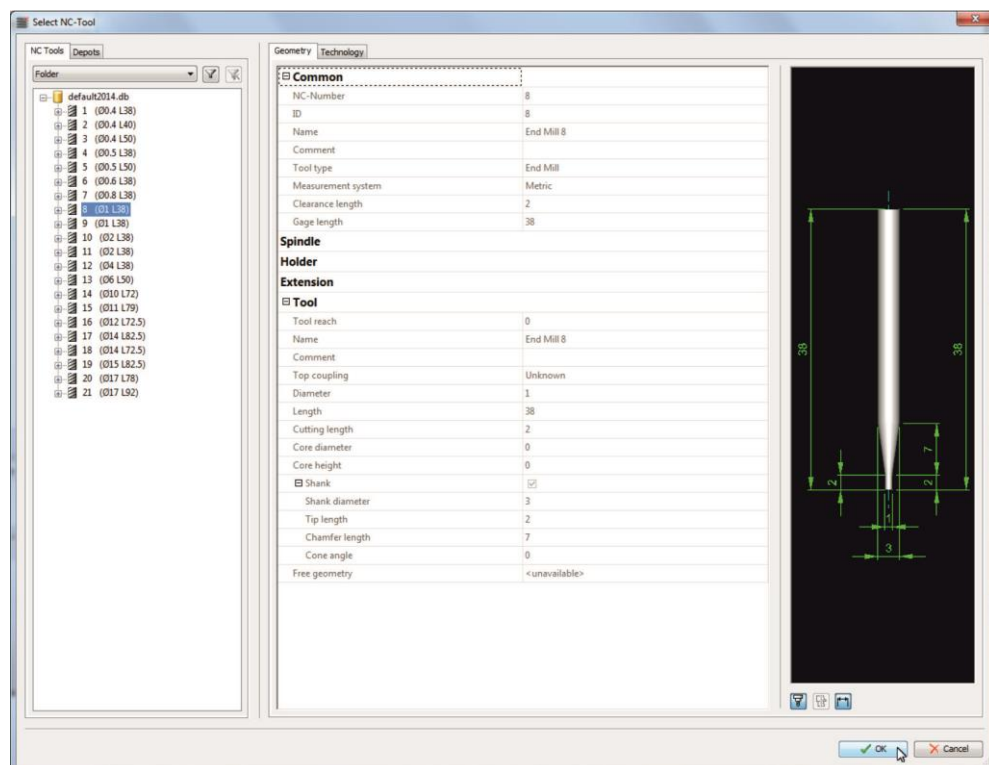 Select NC-Tool
NC Tools Depots
Folder
default2014.db
1 (Ø0.4 L38)
2 (Ø0.4 L40)
3 (Ø0.4 L50)
4 (Ø0.5 L38)
5 (Ø0.5 L50)
6 (Ø0.6 L38)
7 (Ø0.8 L38)
8 (Ø1 L38)
9 (Ø1 L38)
10 (Ø2 L38)
11 (Ø2 L38)
12 (Ø4 L38)
13 (Ø6 L50)
14 (Ø10 L72)
15 (Ø11 L79)
16 (Ø12 L72.5)
17 (Ø14 L82.5)
18 (Ø14 L72.5)
19 (Ø15 L82.5)
20 (Ø17 L78)
21 (Ø17 L92)
Geometry Technology
Common
NC-Number 8
ID 8
Name End Mill 8
Comment
Tool type End Mill
Measurement system Metric
Clearance length 2
Gage length 38
Spindle
Holder
Extension
Tool
Tool reach 0
Name End Mill 8
Comment
Top coupling Unknown
Diameter 1
Length 38
Cutting length 2
Core diameter 0
Core height 0
Shank
Shank diameter 3
Tip length 2
Chamfer length 7
Cone angle 0
Free geometry <unavailable>
38
38
7
2
2
1
3
OK Cancel